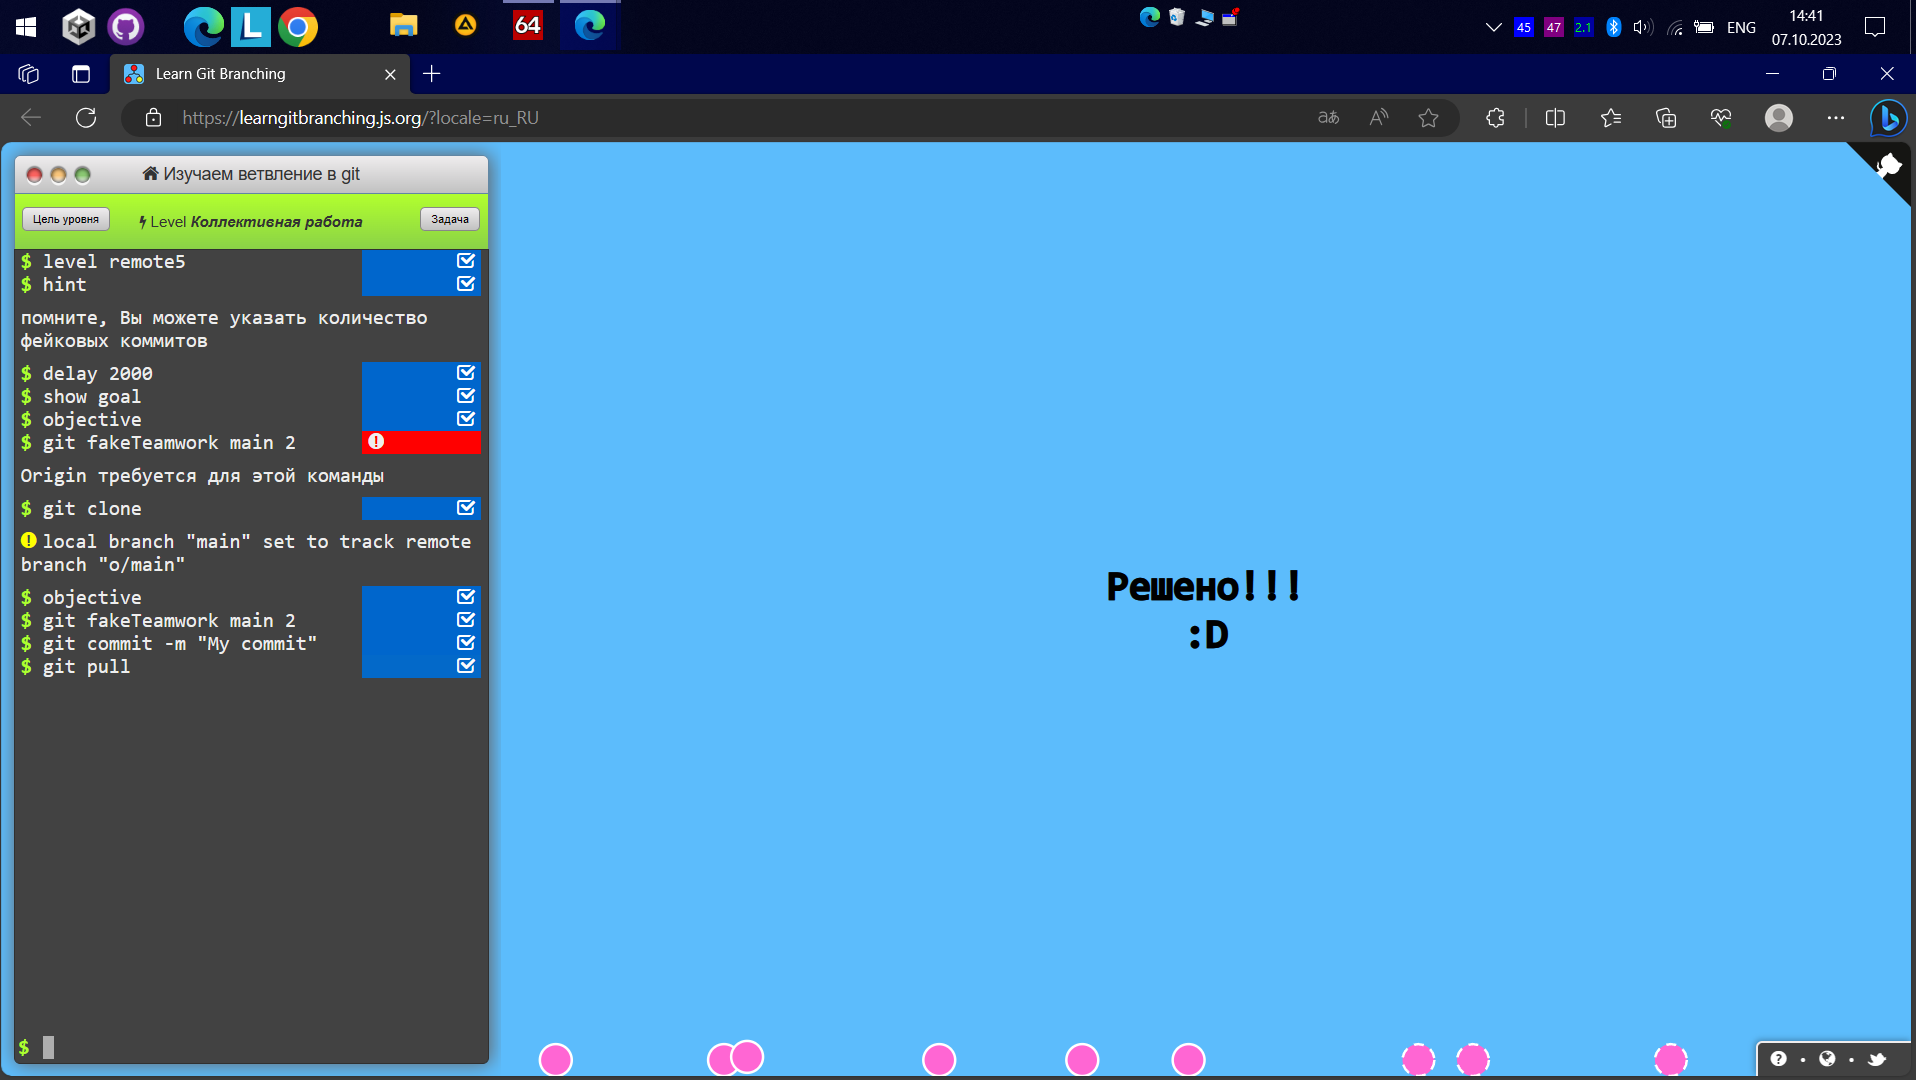 64
45
47
2.1
ENG
14:41
07.10.2023
Learn Git Branching
https://learngitbranching.js.org/?locale=ru_RU
Изучаем ветвление в git
Цель уровня
Level Коллективная работа
Задача
$ level remote5
$ hint
помните, Вы можете указать количество
фейковых коммитов
$ delay 2000
$ show goal
$ objective
$ git fakeTeamwork main 2
Origin требуется для этой команды
$ git clone
local branch "main" set to track remote
branch "o/main"
$ objective
$ git fakeTeamwork main 2
$ git commit -m "My commit"
$ git pull
$
Решено!!!
:D